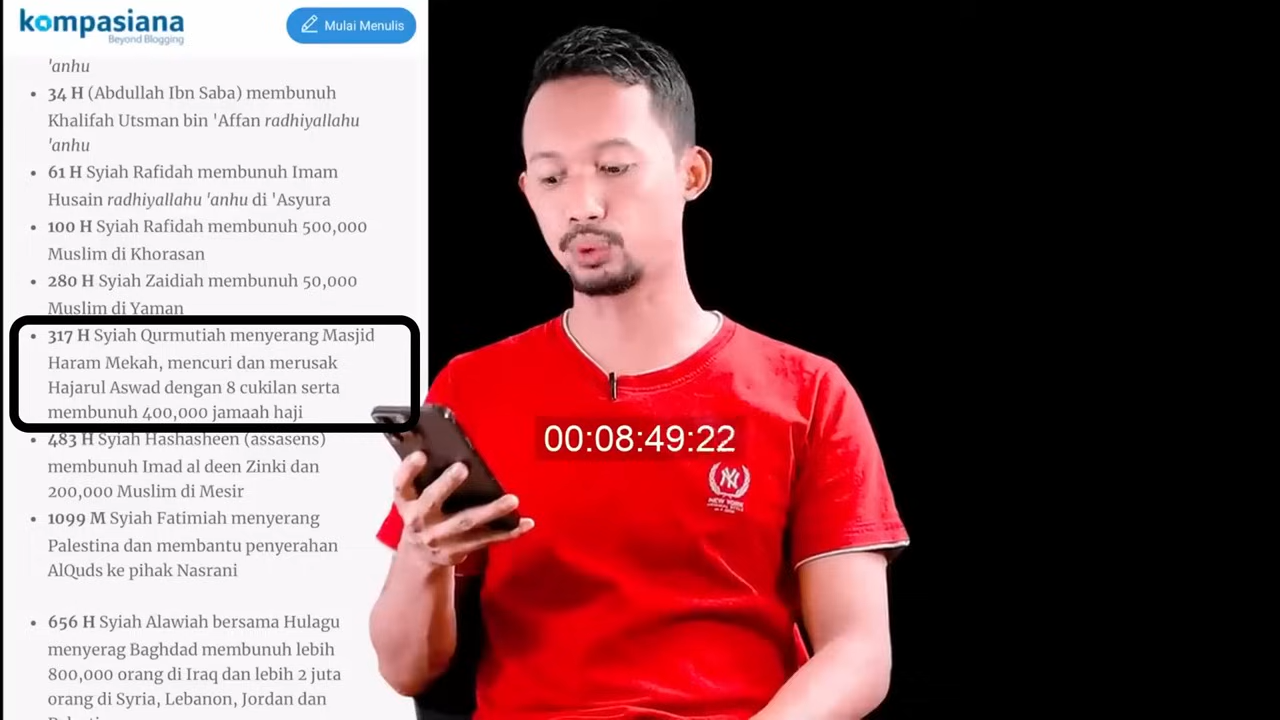 kompasiana
Beyond Blogging
Mulai Menulis
'anhu
• 34 H (Abdullah Ibn Saba) membunuh
Khalifah Utsman bin 'Affan radhiyallahu
'anhu
• 61 H Syiah Rafidah membunuh Imam
Husain radhiyallahu 'anhu di 'Asyura
• 100 H Syiah Rafidah membunuh 500,000
Muslim di Khorasan
• 280 H Syiah Zaidiah membunuh 50,000
Muslim di Yaman
• 317 H Syiah Qurmutiah menyerang Masjid
Haram Mekah, mencuri dan merusak
Hajarul Aswad dengan 8 cukilan serta
membunuh 400,000 jamaah haji
• 483 H Syiah Hashasheen (assasens)
membunuh Imad al deen Zinki dan
200,000 Muslim di Mesir
• 1099 M Syiah Fatimiah menyerang
Palestina dan membantu penyerahan
AlQuds ke pihak Nasrani
• 656 H Syiah Alawiah bersama Hulagu
menyerag Baghdad membunuh lebih
800,000 orang di Iraq dan lebih 2 juta
orang di Syria, Lebanon, Jordan dan
00:08:49:22
NY
NEW YORK